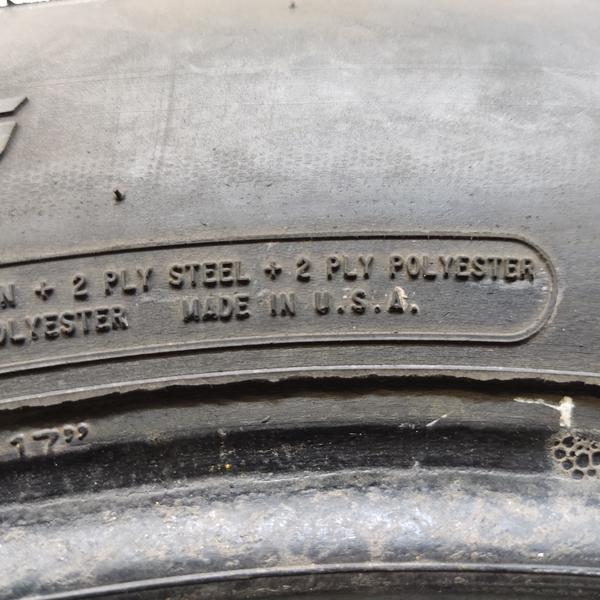 N + 2 PLY STEEL + 2 PLY POLYESTER
OLYESTER MADE IN U.S.A.
17"